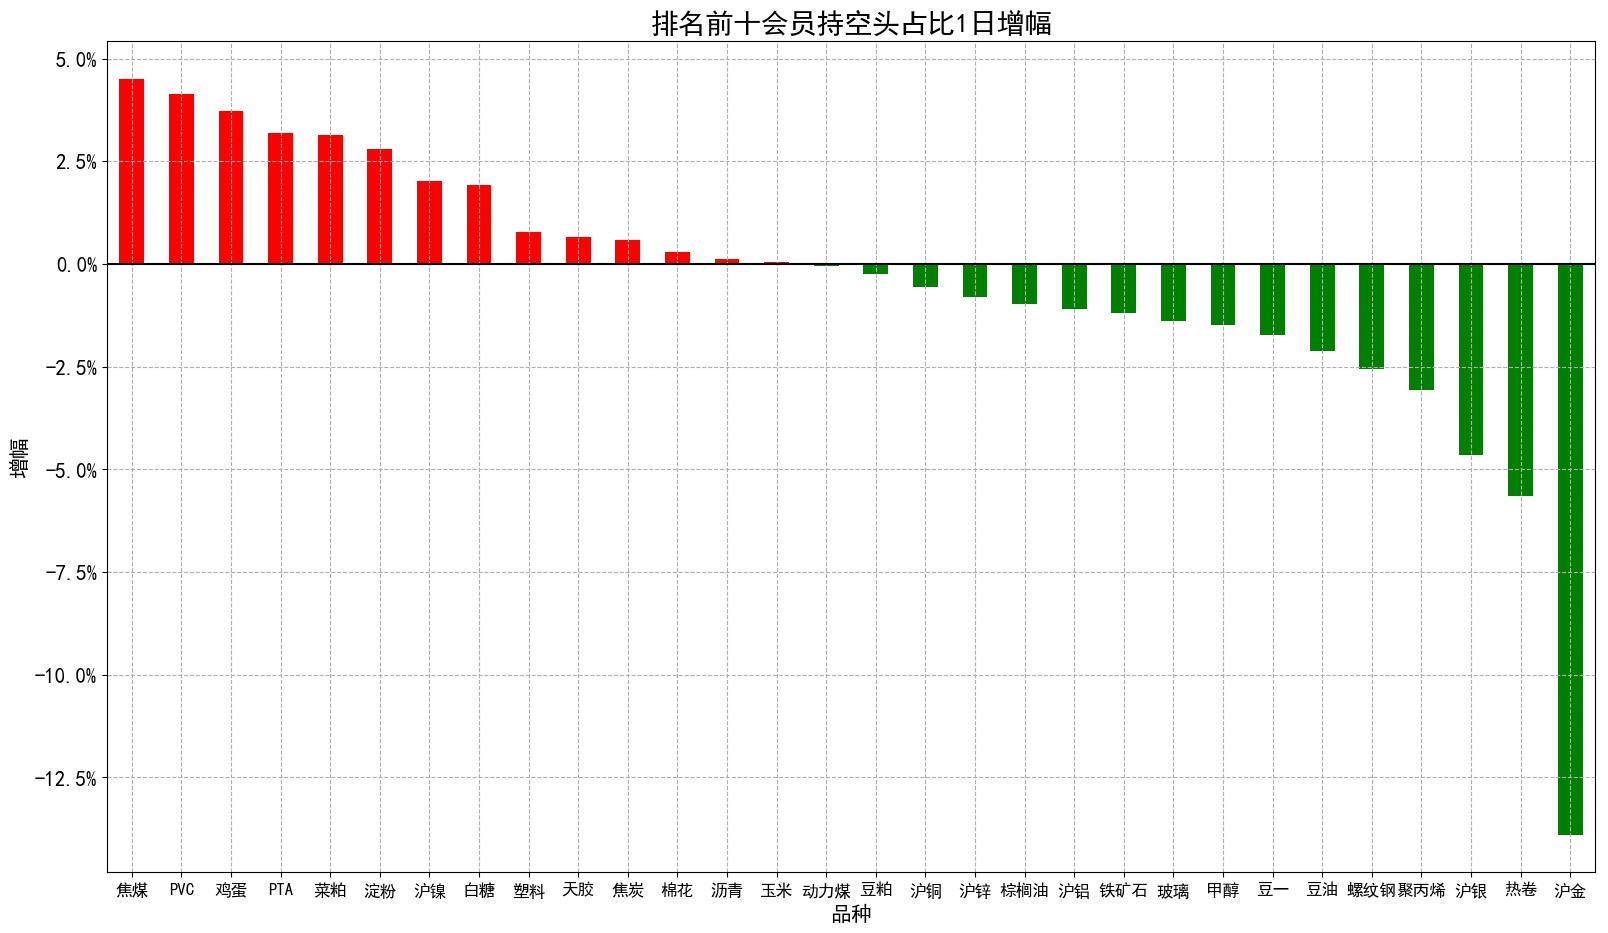 排名前十会员持空头占比1日增幅
5.0%
2.5%
0.0%
−2.5%
−5.0%
−7.5%
−10.0%
−12.5%
增幅
焦煤 PVC 鸡蛋 PTA 菜粕 淀粉 沪镍 白糖 塑料 天胶 焦炭 棉花 沥青 玉米 动力煤 豆粕 沪铜 沪锌 棕榈油 沪铝 铁矿石 玻璃 甲醇 豆一 豆油 螺纹钢 聚丙烯 沪银 热卷 沪金
品种